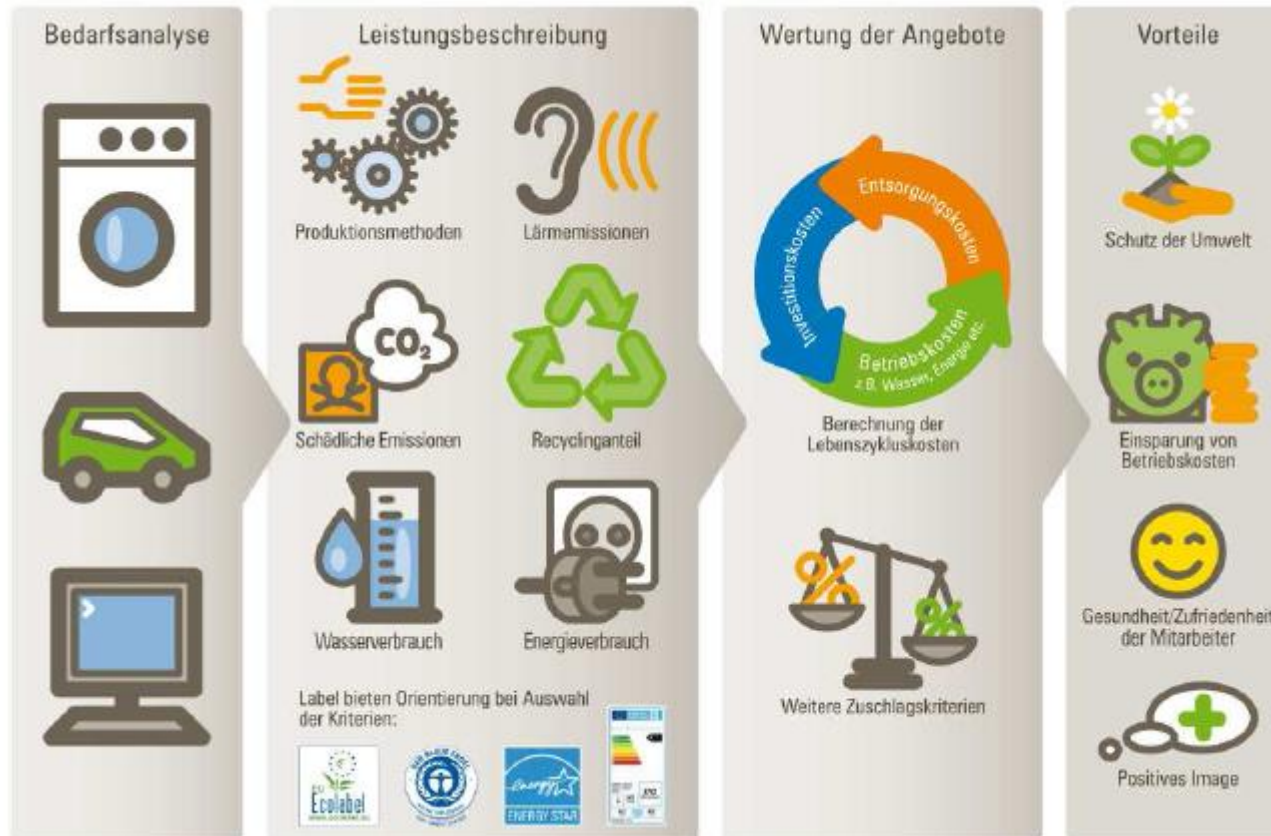 Bedarfsanalyse
Leistungsbeschreibung
Produktionsmethoden
Lärmemissionen
CO₂
Schädliche Emissionen
Recyclinganteil
Wasserverbrauch
Energieverbrauch
Label bieten Orientierung bei Auswahl
der Kriterien:
EU
Ecolabel
energy
ENERGY STAR
Wertung der Angebote
Entsorgungskosten
Investitionskosten
Betriebskosten
z.B. Wasser, Energie etc.
Berechnung der
Lebenszykluskosten
%
%
Weitere Zuschlagskriterien
Vorteile
Schutz der Umwelt
Einsparung von
Betriebskosten
Gesundheit/Zufriedenheit
der Mitarbeiter
Positives Image